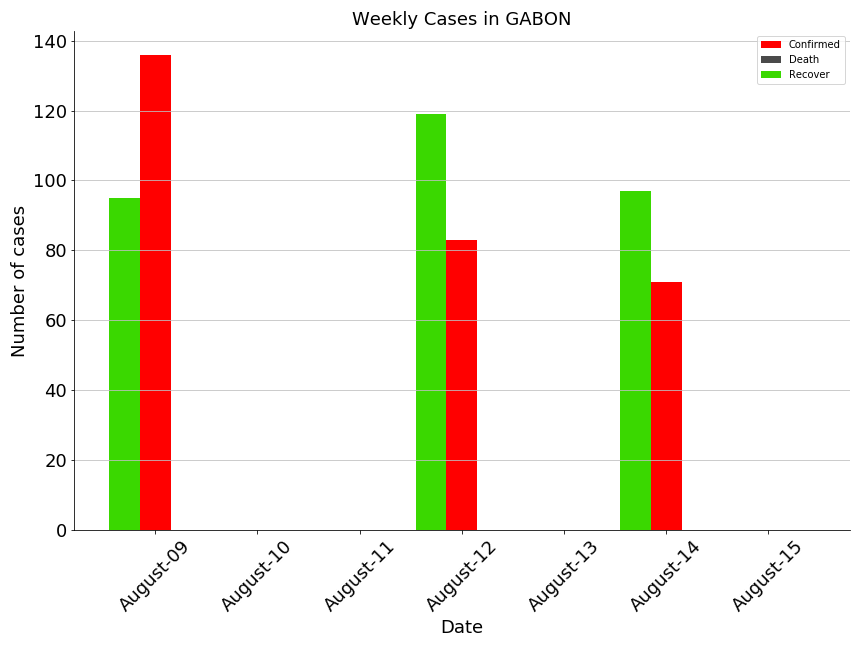 Weekly Cases in GABON
Confirmed
Death
Recover
140
120
100
80
60
40
20
0
Number of cases
August-09
August-10
August-11
August-12
August-13
August-14
August-15
Date